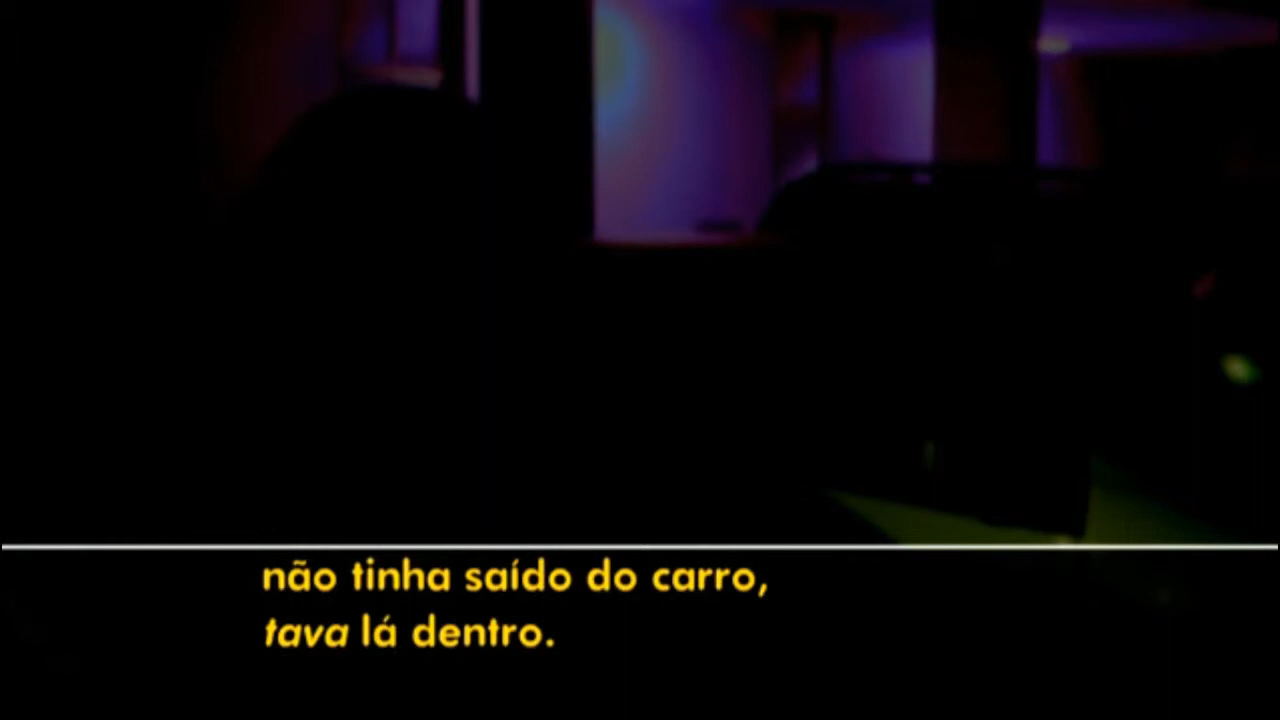 não tinha saído do carro,
tava lá dentro.